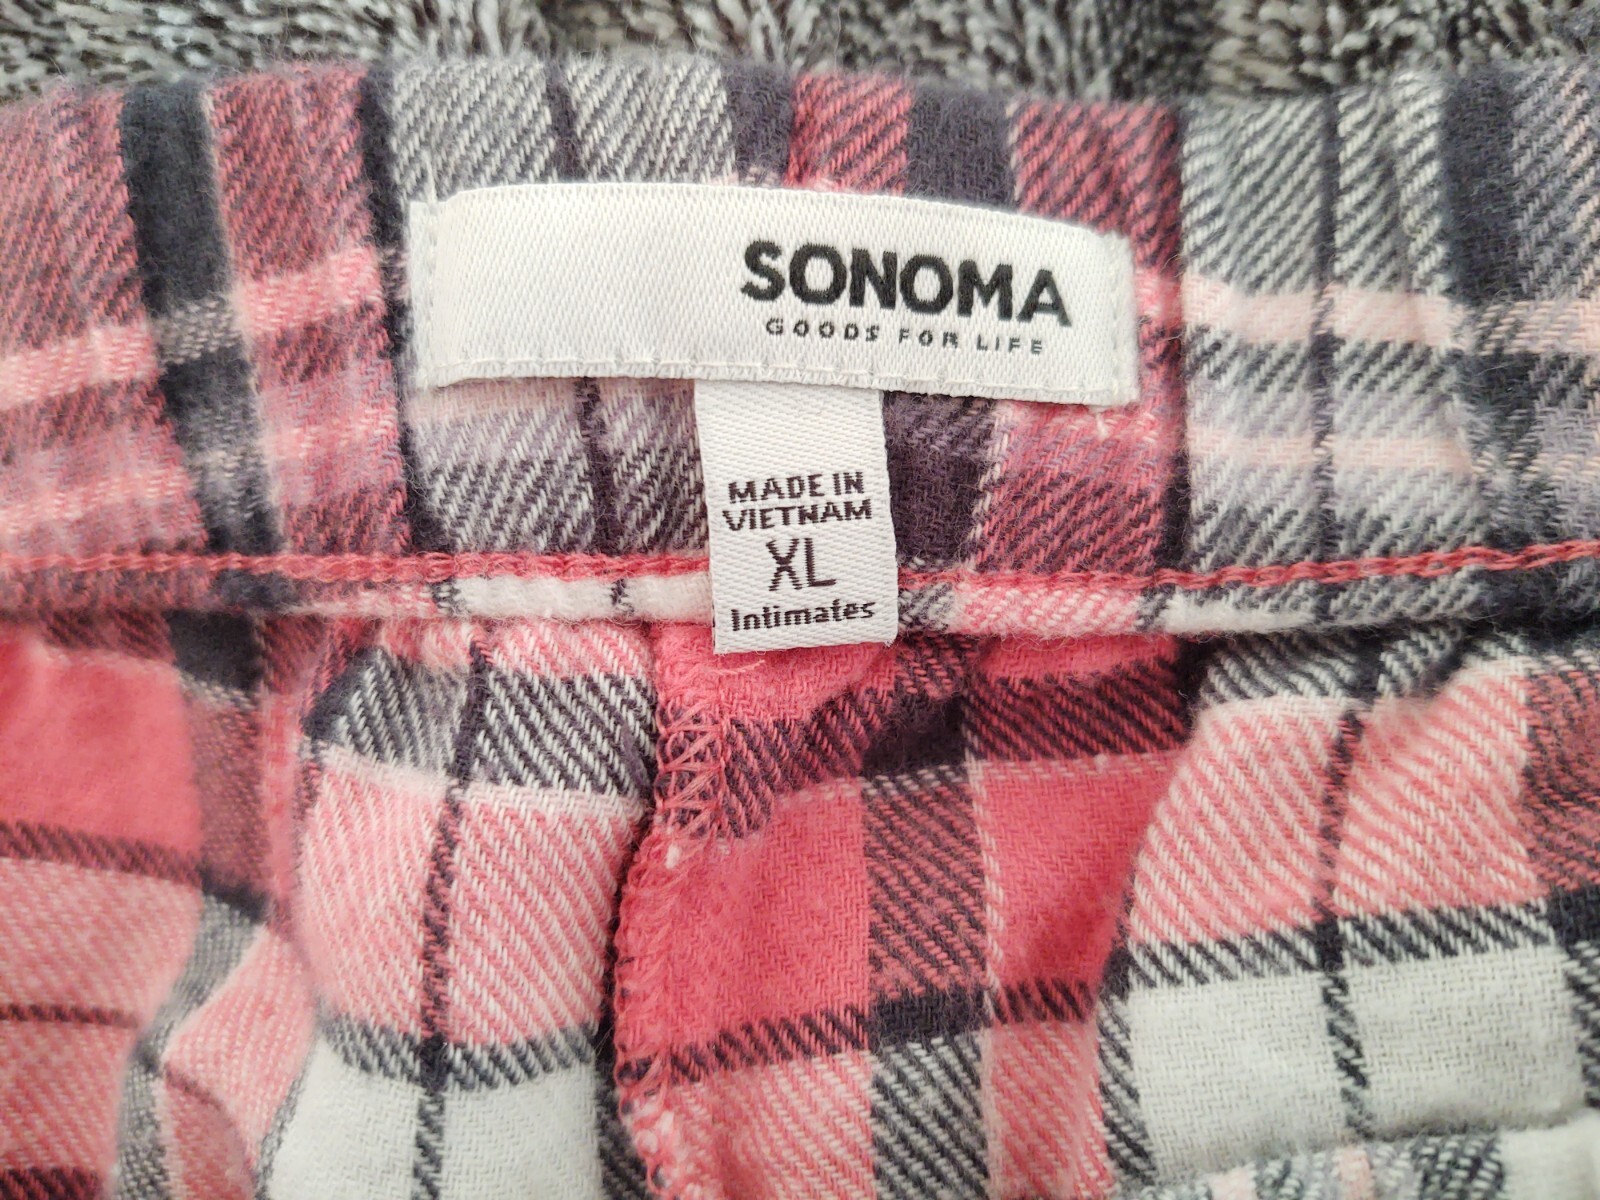 SONOMA
GOODS FOR LIFE
MADE IN
VIETNAM
XL
Intimates